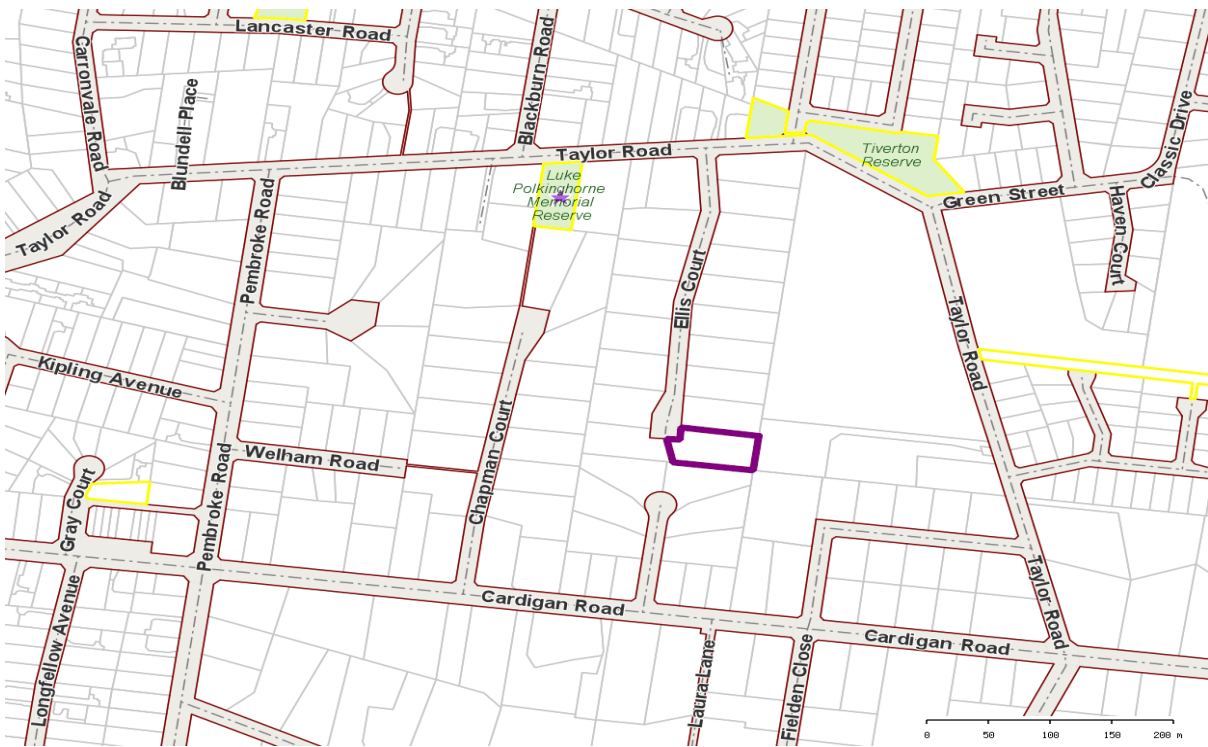 Lancaster Road
Carronvale Road
Blundell Place
Blackburn Road
Taylor Road
Tiverton
Reserve
Classic Drive
Luke
Polkinghorne
Memorial
Reserve
Green Street
Haven Court
Taylor Road
Pembroke Road
Ellis Court
Taylor Road
Kipling Avenue
Chapman Court
Welham Road
Gray Court
Pembroke Road
Cardigan Road
Taylor Road
Cardigan Road
Longfellow Avenue
Laura Lane
Fielden Close
0 50 100 150 200 m